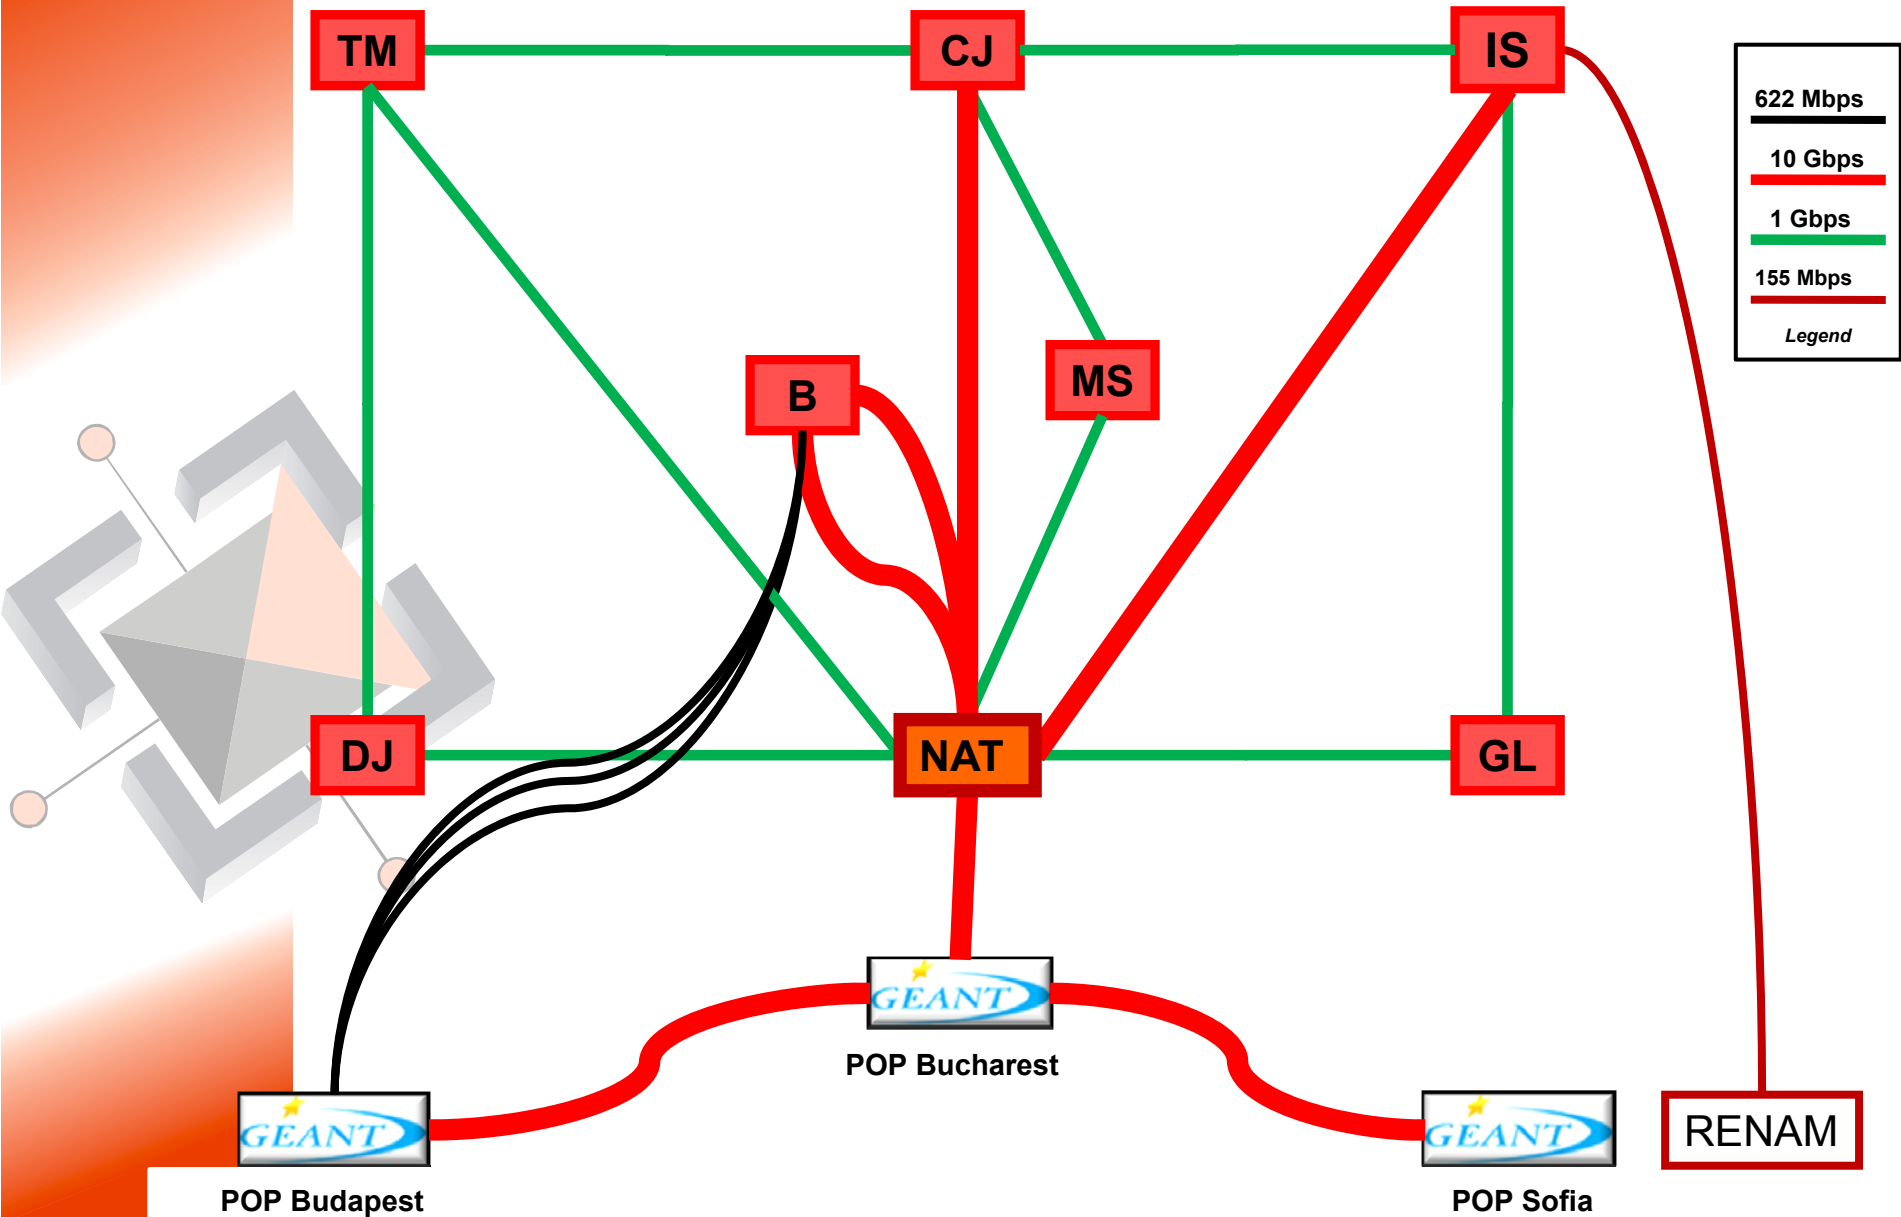 TM
CJ
IS
622 Mbps
10 Gbps
1 Gbps
155 Mbps
Legend
B
MS
DJ
NAT
GL
GEANT
POP Bucharest
GEANT
GEANT
RENAM
POP Budapest
POP Sofia